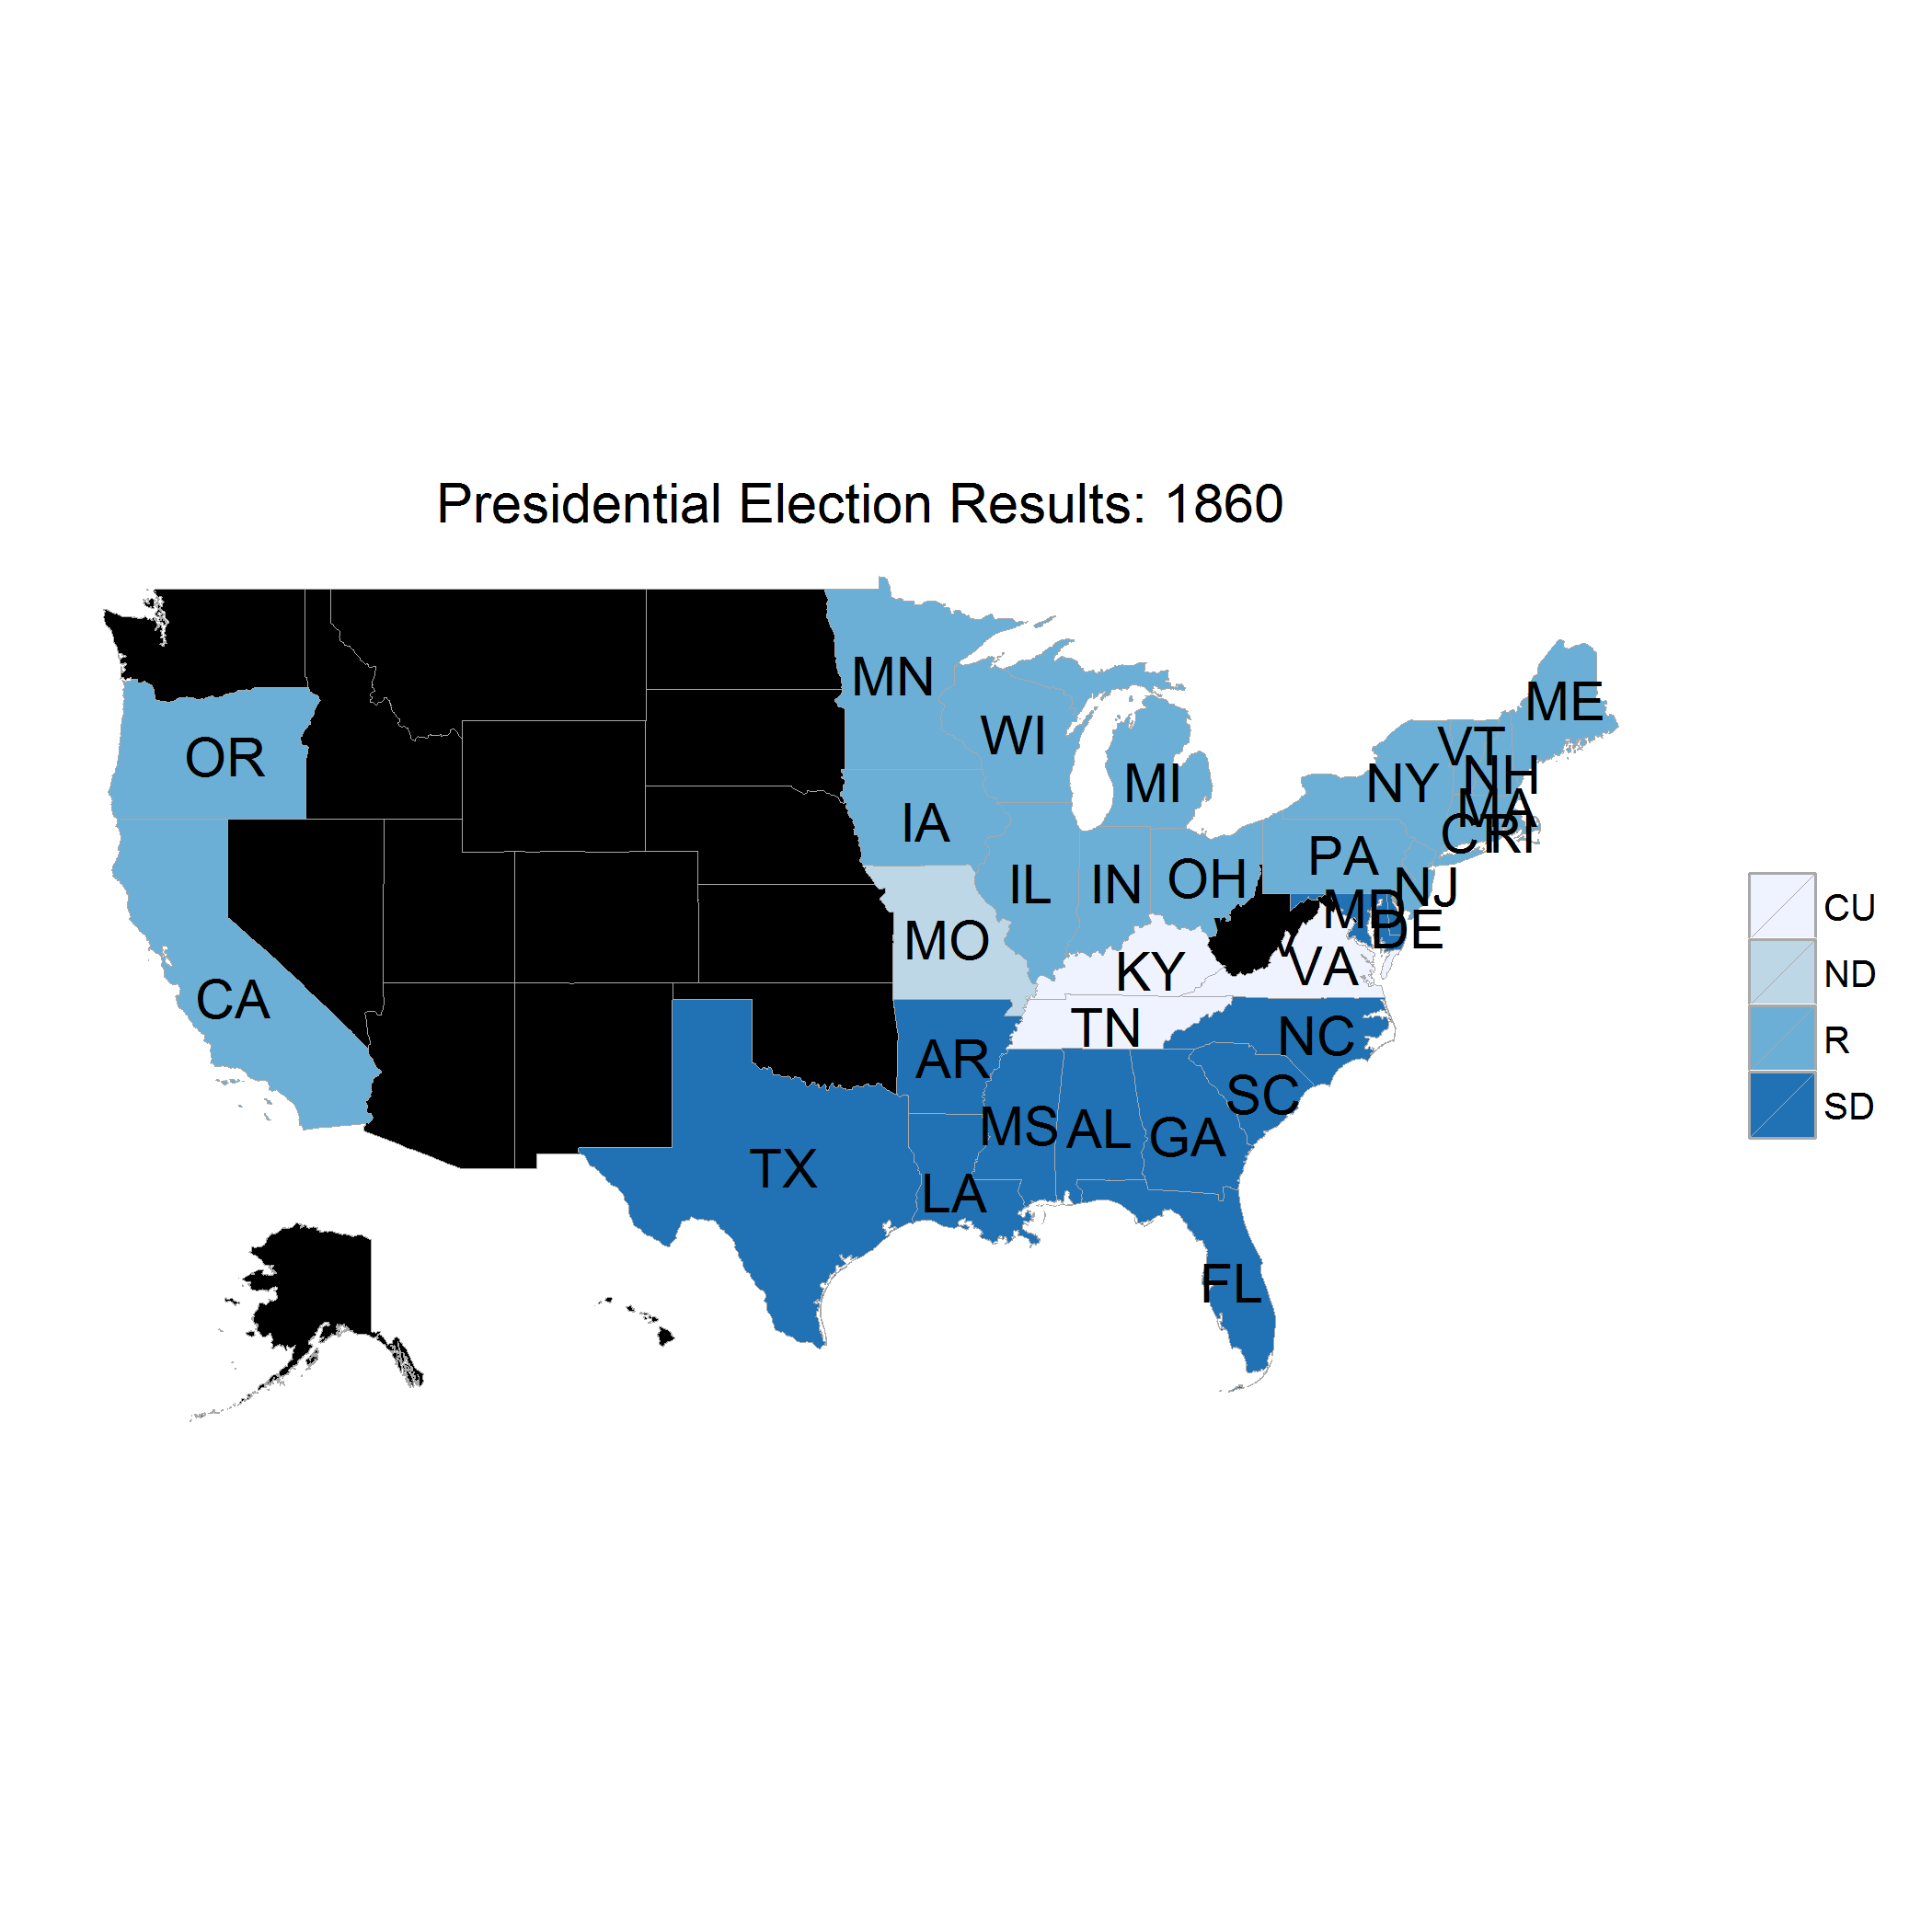 Presidential Election Results: 1860
MN
ME
OR
WI
VT
NH
NY
MI
MA
IA
CT
RI
PA
OH
IL
IN
NJ
MD
DE
MO
CU
VA
KY
ND
CA
TN
NC
R
AR
SC
SD
MS
AL
GA
TX
LA
FL